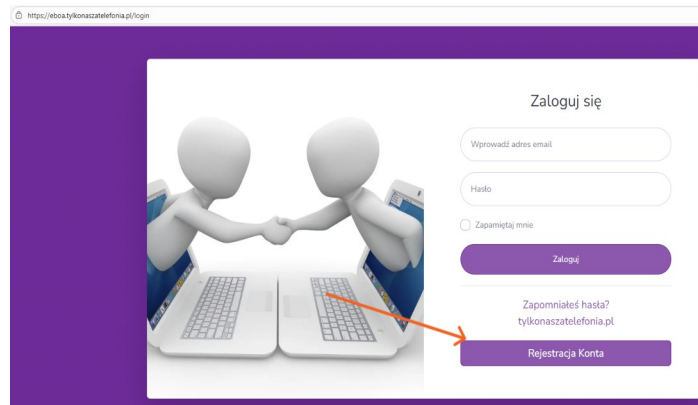 https://eboa.tylkonaszatelefonia.pl/login
Zaloguj się
Wprowadź adres email
Hasło
Zapamiętaj mnie
Zaloguj
Zapomniałeś hasła?
tylkonaszatelefonia.pl
Rejestracja Konta